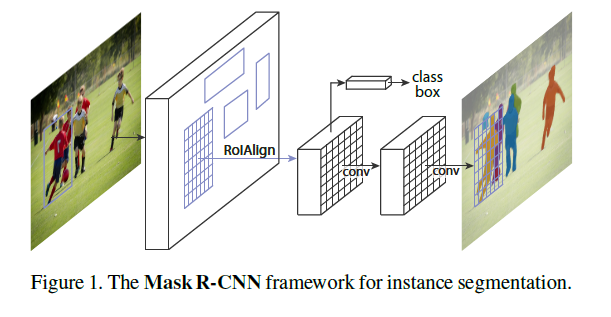 class
box
RoIAlign
conv
conv
Figure 1. The Mask R-CNN framework for instance segmentation.